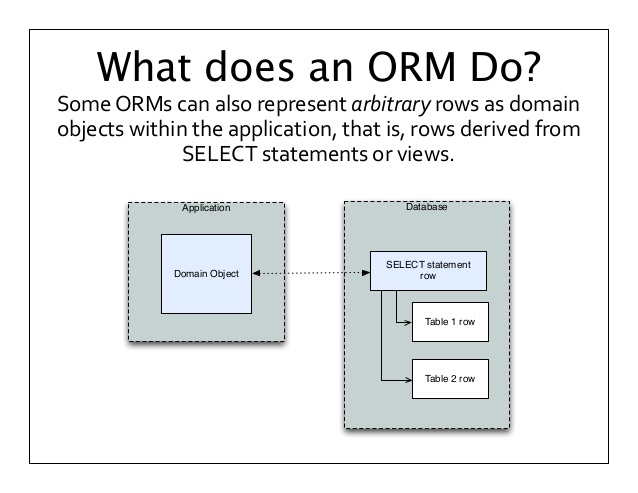 What does an ORM Do?
Some ORMs can also represent arbitrary rows as domain
objects within the application, that is, rows derived from
SELECT statements or views.
Application
Database
Domain Object
SELECT statement
row
Table 1 row
Table 2 row